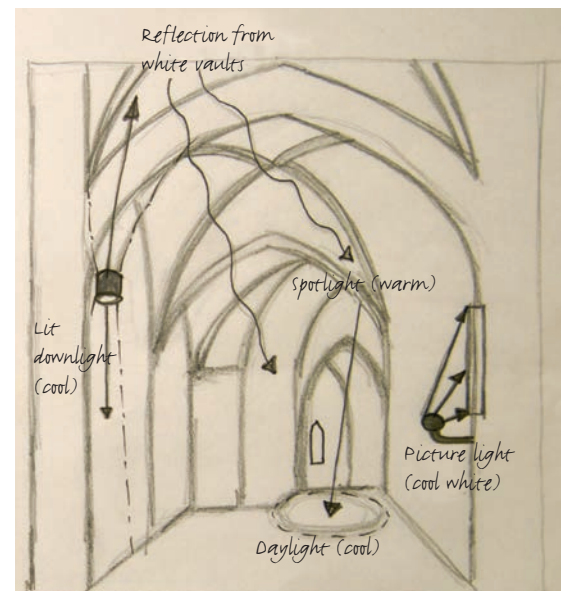 Reflection from
white vaults
Spotlight (warm)
Lit
downlight
(cool)
Picture light
(cool white)
Daylight (cool)